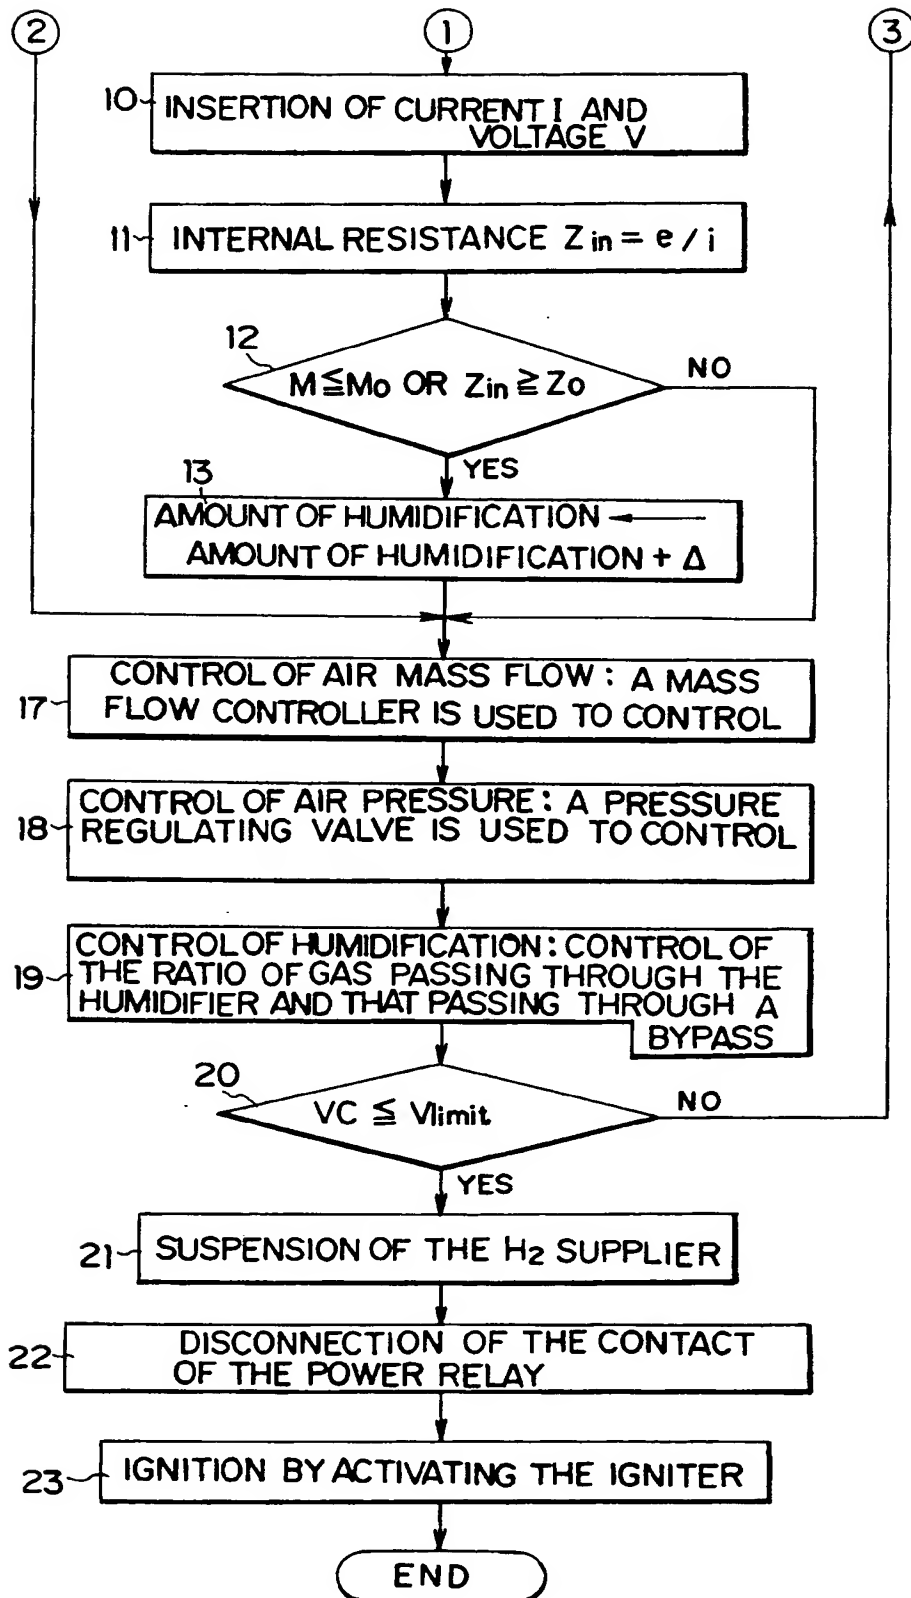 2
1
3
10
INSERTION OF CURRENT I AND
VOLTAGE V
11
INTERNAL RESISTANCE Zin = e / i
12
M ≦ Mo OR Zin ≧ Zo
NO
YES
13
AMOUNT OF HUMIDIFICATION ←
AMOUNT OF HUMIDIFICATION + Δ
17
CONTROL OF AIR MASS FLOW : A MASS
FLOW CONTROLLER IS USED TO CONTROL
18
CONTROL OF AIR PRESSURE : A PRESSURE
REGULATING VALVE IS USED TO CONTROL
19
CONTROL OF HUMIDIFICATION : CONTROL OF
THE RATIO OF GAS PASSING THROUGH THE
HUMIDIFIER AND THAT PASSING THROUGH A
BYPASS
20
VC ≦ Vlimit
NO
YES
21
SUSPENSION OF THE H2 SUPPLIER
22
DISCONNECTION OF THE CONTACT
OF THE POWER RELAY
23
IGNITION BY ACTIVATING THE IGNITER
END